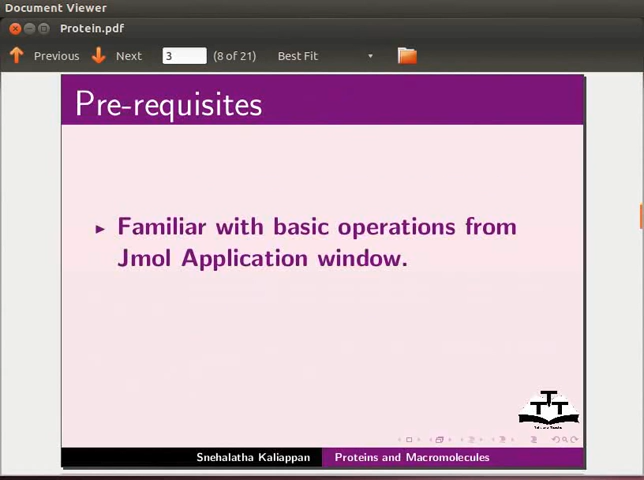 Document Viewer
Protein.pdf
Previous Next 3 (8 of 21) Best Fit
Pre-requisites
Familiar with basic operations from
Jmol Application window.
Snehalatha Kaliappan Proteins and Macromolecules